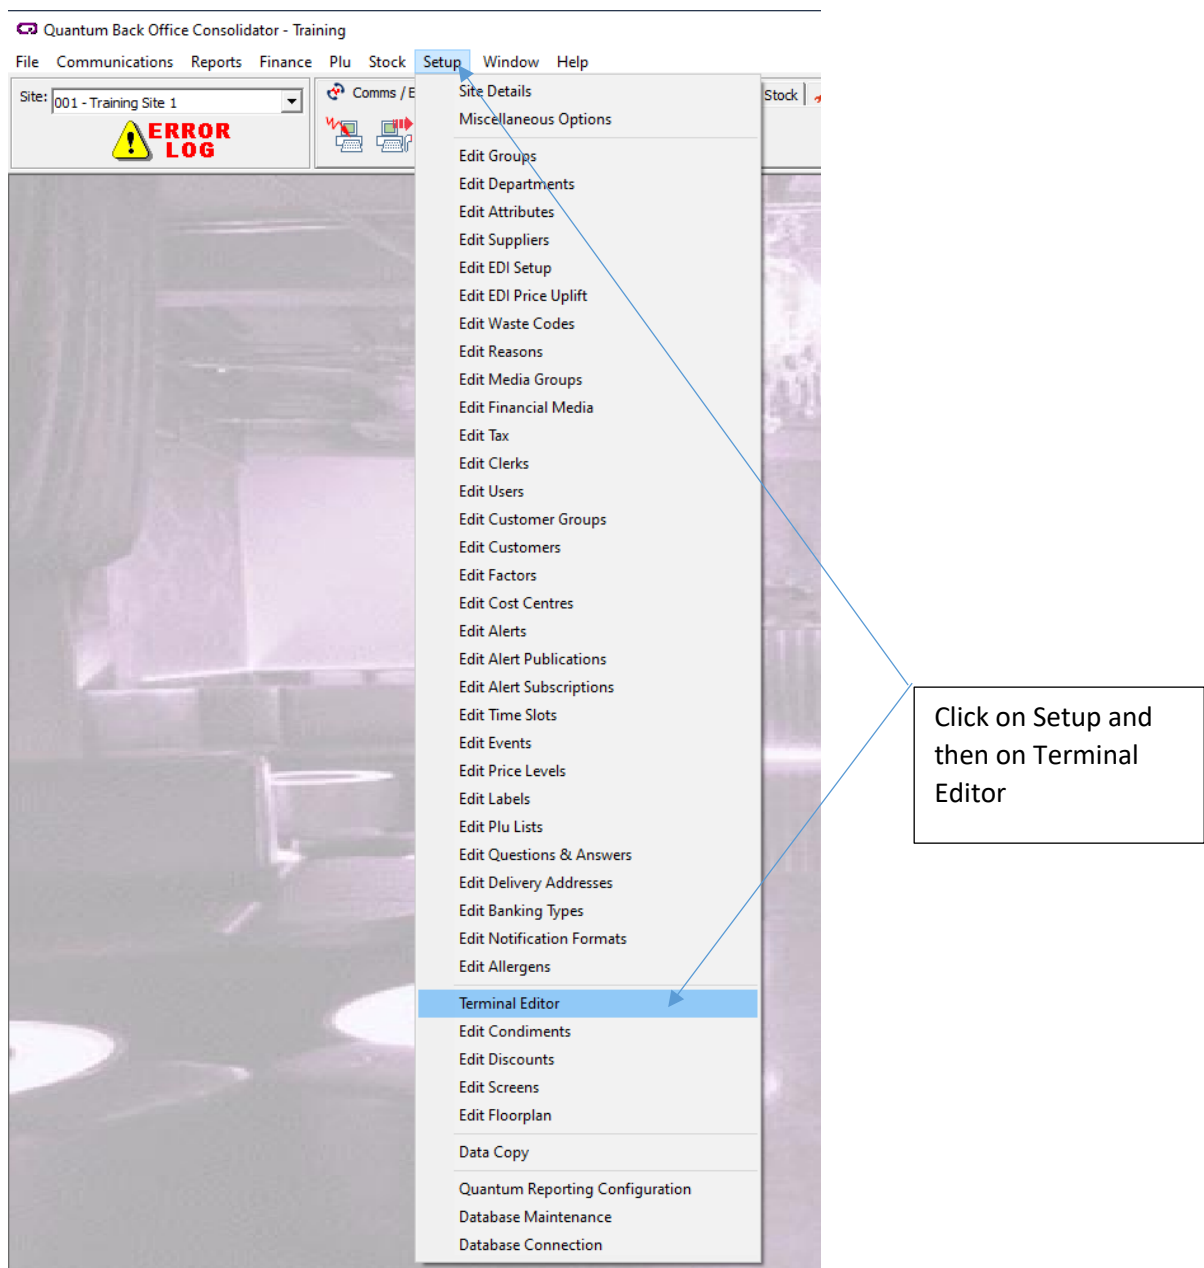 Quantum Back Office Consolidator - Training
File Communications Reports Finance Plu Stock Setup Window Help
Site: 001 - Training Site 1
ERROR
LOG
Comms / E
Stock
Site Details
Miscellaneous Options
Edit Groups
Edit Departments
Edit Attributes
Edit Suppliers
Edit EDI Setup
Edit EDI Price Uplift
Edit Waste Codes
Edit Reasons
Edit Media Groups
Edit Financial Media
Edit Tax
Edit Clerks
Edit Users
Edit Customer Groups
Edit Customers
Edit Factors
Edit Cost Centres
Edit Alerts
Edit Alert Publications
Edit Alert Subscriptions
Edit Time Slots
Edit Events
Edit Price Levels
Edit Labels
Edit Plu Lists
Edit Questions & Answers
Edit Delivery Addresses
Edit Banking Types
Edit Notification Formats
Edit Allergens
Terminal Editor
Edit Condiments
Edit Discounts
Edit Screens
Edit Floorplan
Data Copy
Quantum Reporting Configuration
Database Maintenance
Database Connection
Click on Setup and
then on Terminal
Editor